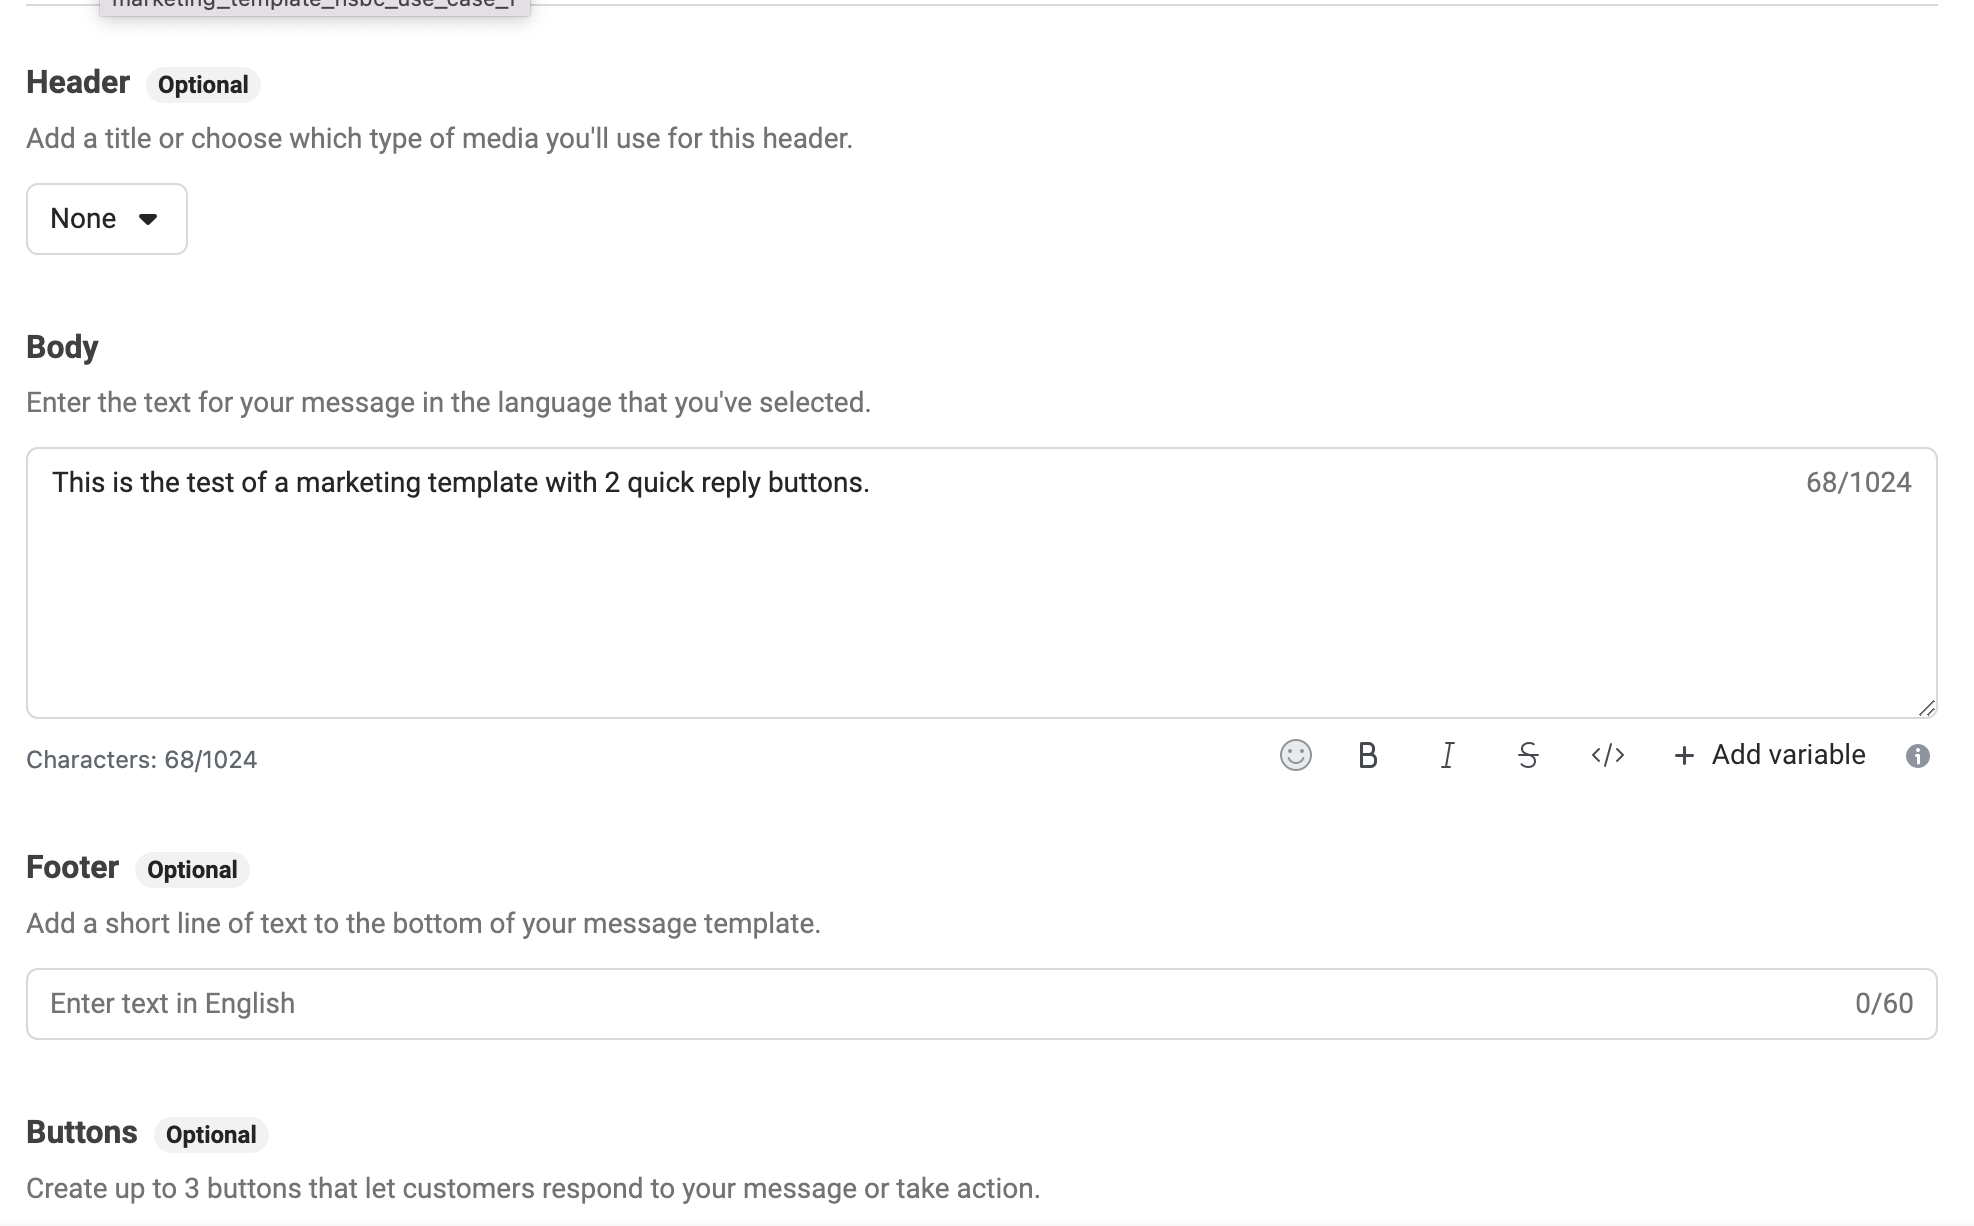 marketing_template_hsbc_use_case_1
Header Optional
Add a title or choose which type of media you'll use for this header.
None
Body
Enter the text for your message in the language that you've selected.
This is the test of a marketing template with 2 quick reply buttons. 68/1024
Characters: 68/1024 B I S </> + Add variable
Footer Optional
Add a short line of text to the bottom of your message template.
Enter text in English 0/60
Buttons Optional
Create up to 3 buttons that let customers respond to your message or take action.